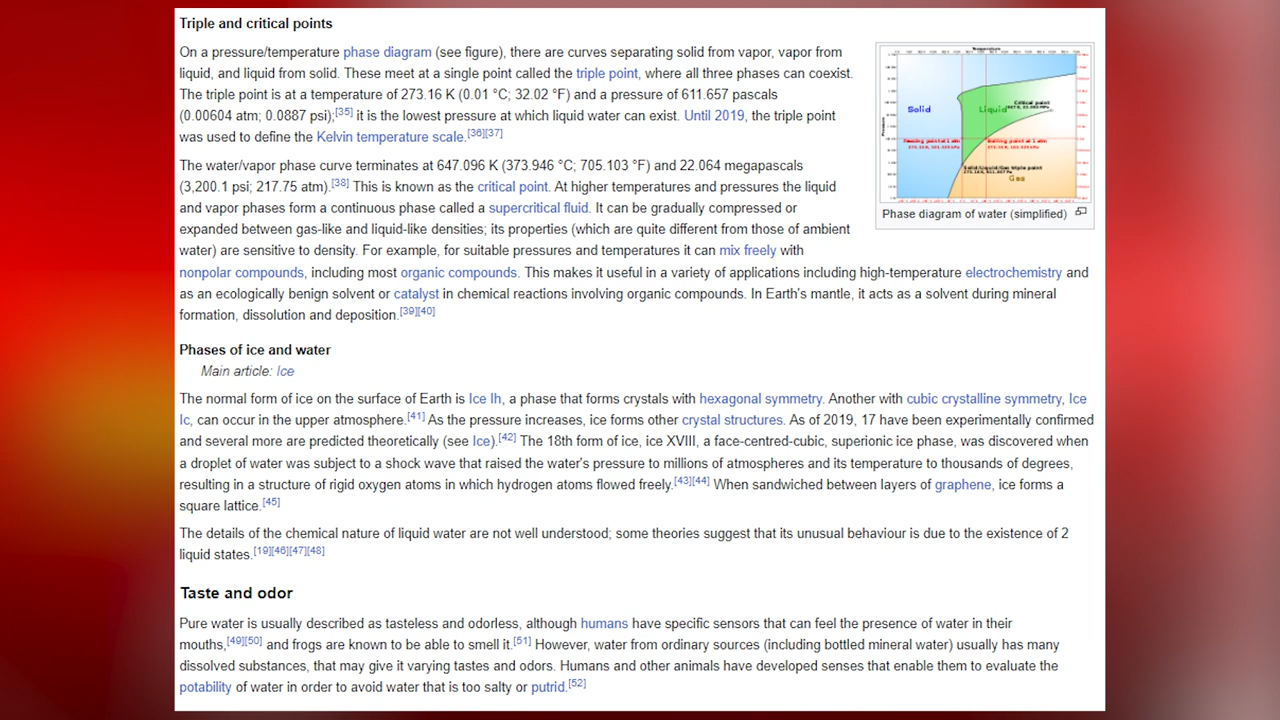 Triple and critical points
On a pressure/temperature phase diagram (see figure), there are curves separating solid from vapor, vapor from
liquid, and liquid from solid. These meet at a single point called the triple point, where all three phases can coexist.
The triple point is at a temperature of 273.16 K (0.01 °C; 32.02 °F) and a pressure of 611.657 pascals
(0.00604 atm; 0.0887 psi);[35] it is the lowest pressure at which liquid water can exist. Until 2019, the triple point
was used to define the Kelvin temperature scale.[36][37]
The water/vapor phase curve terminates at 647.096 K (373.946 °C; 705.103 °F) and 22.064 megapascals
(3,200.1 psi; 217.75 atm).[38] This is known as the critical point. At higher temperatures and pressures the liquid
and vapor phases form a continuous phase called a supercritical fluid. It can be gradually compressed or
expanded between gas-like and liquid-like densities; its properties (which are quite different from those of ambient
water) are sensitive to density. For example, for suitable pressures and temperatures it can mix freely with
nonpolar compounds, including most organic compounds. This makes it useful in a variety of applications including high-temperature electrochemistry and
as an ecologically benign solvent or catalyst in chemical reactions involving organic compounds. In Earth's mantle, it acts as a solvent during mineral
formation, dissolution and deposition.[39][40]
Temperature
Pressure
Solid
Liquid
Critical point
Freezing point at 1 atm
Boiling point at 1 atm
Solid/Liquid/Gas triple point
Gas
Phase diagram of water (simplified)
Phases of ice and water
Main article: Ice
The normal form of ice on the surface of Earth is Ice Ih, a phase that forms crystals with hexagonal symmetry. Another with cubic crystalline symmetry, Ice
Ic, can occur in the upper atmosphere.[41] As the pressure increases, ice forms other crystal structures. As of 2019, 17 have been experimentally confirmed
and several more are predicted theoretically (see Ice).[42] The 18th form of ice, ice XVIII, a face-centred-cubic, superionic ice phase, was discovered when
a droplet of water was subject to a shock wave that raised the water's pressure to millions of atmospheres and its temperature to thousands of degrees,
resulting in a structure of rigid oxygen atoms in which hydrogen atoms flowed freely.[43][44] When sandwiched between layers of graphene, ice forms a
square lattice.[45]
The details of the chemical nature of liquid water are not well understood; some theories suggest that its unusual behaviour is due to the existence of 2
liquid states.[19][46][47][48]
Taste and odor
Pure water is usually described as tasteless and odorless, although humans have specific sensors that can feel the presence of water in their
mouths,[49][50] and frogs are known to be able to smell it.[51] However, water from ordinary sources (including bottled mineral water) usually has many
dissolved substances, that may give it varying tastes and odors. Humans and other animals have developed senses that enable them to evaluate the
potability of water in order to avoid water that is too salty or putrid.[52]